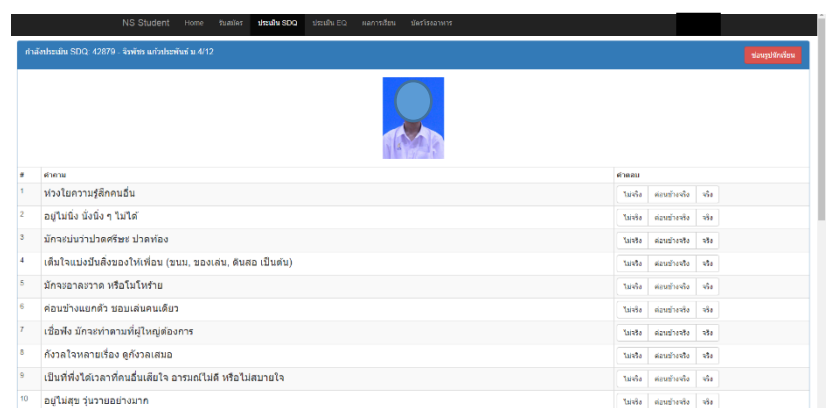 NS Student Home รับสมัคร ประเมิน SDQ ประเมิน EQ ผลการเรียน บัตรโรงอาหาร
กำลังประเมิน SDQ: 42879 - จิรพัชร แก้วประพันธ์ ม 4/12 ซ่อนรูปนักเรียน
# คำถาม คำตอบ
1 ห่วงใยความรู้สึกคนอื่น ไม่จริง ค่อนข้างจริง จริง
2 อยู่ไม่นิ่ง นั่งนิ่ง ๆ ไม่ได้ ไม่จริง ค่อนข้างจริง จริง
3 มักจะบ่นว่าปวดศรีษะ ปวดท้อง ไม่จริง ค่อนข้างจริง จริง
4 เต็มใจแบ่งปันสิ่งของให้เพื่อน (ขนม, ของเล่น, ดินสอ เป็นต้น) ไม่จริง ค่อนข้างจริง จริง
5 มักจะอาละวาด หรือโมโหร้าย ไม่จริง ค่อนข้างจริง จริง
6 ค่อนข้างแยกตัว ชอบเล่นคนเดียว ไม่จริง ค่อนข้างจริง จริง
7 เชื่อฟัง มักจะทำตามที่ผู้ใหญ่ต้องการ ไม่จริง ค่อนข้างจริง จริง
8 กังวลใจหลายเรื่อง ดูกังวลเสมอ ไม่จริง ค่อนข้างจริง จริง
9 เป็นที่พึ่งได้เวลาที่คนอื่นเสียใจ อารมณ์ไม่ดี หรือไม่สบายใจ ไม่จริง ค่อนข้างจริง จริง
10 อยู่ไม่สุข วุ่นวายอย่างมาก ไม่จริง ค่อนข้างจริง จริง